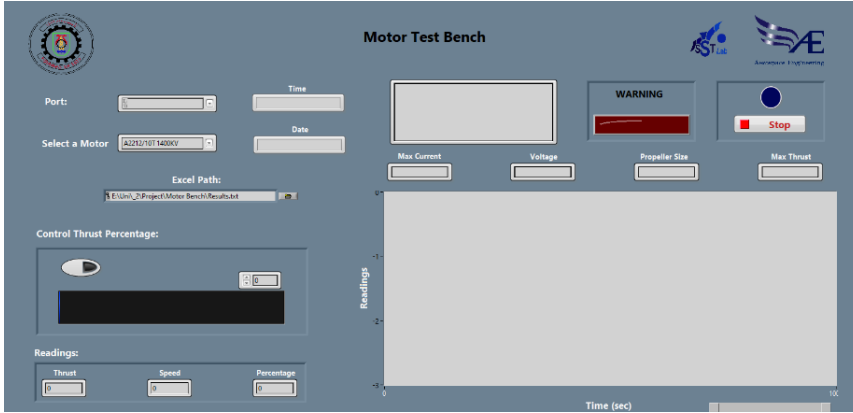 Motor Test Bench
SSTLab
Æ
Aerospace Engineering
Port:
Time
WARNING
Stop
Select a Motor
A2212/10T 1400KV
Date
Max Current
Voltage
Propeller Size
Max Thrust
Excel Path:
E:\Uni\_2\Project\Motor Bench\Results.txt
Control Thrust Percentage:
0
Readings:
Thrust
Speed
Percentage
0
0
0
Readings
0
-1
-2
-3
0
100
Time (sec)